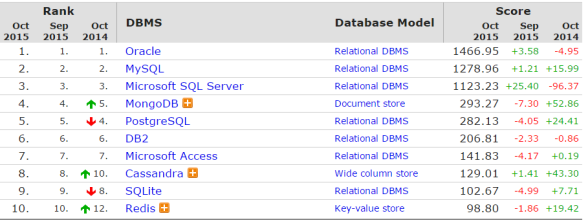 Rank DBMS Database Model Score
Oct 2015 Sep 2015 Oct 2014 Oct 2015 Sep 2015 Oct 2014
1. 1. 1. Oracle Relational DBMS 1466.95 +3.58 -4.95
2. 2. 2. MySQL Relational DBMS 1278.96 +1.21 +15.99
3. 3. 3. Microsoft SQL Server Relational DBMS 1123.23 +25.40 -96.37
4. 4. 5. MongoDB Document store 293.27 -7.30 +52.86
5. 5. 4. PostgreSQL Relational DBMS 282.13 -4.05 +24.41
6. 6. 6. DB2 Relational DBMS 206.81 -2.33 -0.86
7. 7. 7. Microsoft Access Relational DBMS 141.83 -4.17 +0.19
8. 8. 10. Cassandra Wide column store 129.01 +1.41 +43.30
9. 9. 8. SQLite Relational DBMS 102.67 -4.99 +7.71
10. 10. 12. Redis Key-value store 98.80 -1.86 +19.42